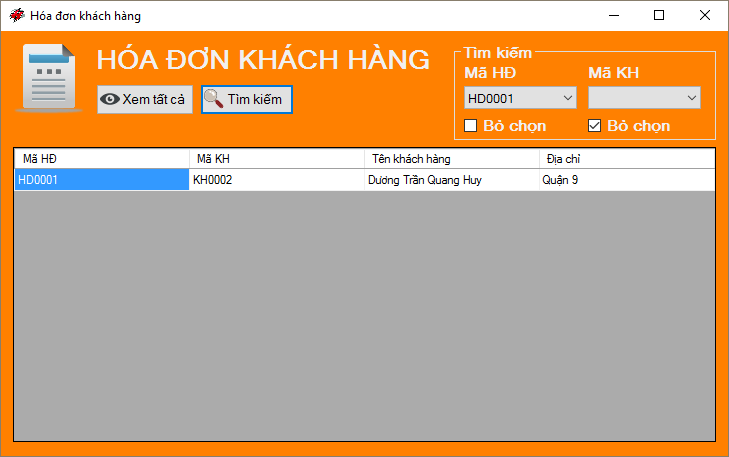 Hóa đơn khách hàng
HÓA ĐƠN KHÁCH HÀNG
Xem tất cả
Tìm kiếm
Tìm kiếm
Mã HĐ Mã KH
HD0001
Bỏ chọn Bỏ chọn
Mã HĐ Mã KH Tên khách hàng Địa chỉ
HD0001 KH0002 Dương Trần Quang Huy Quận 9